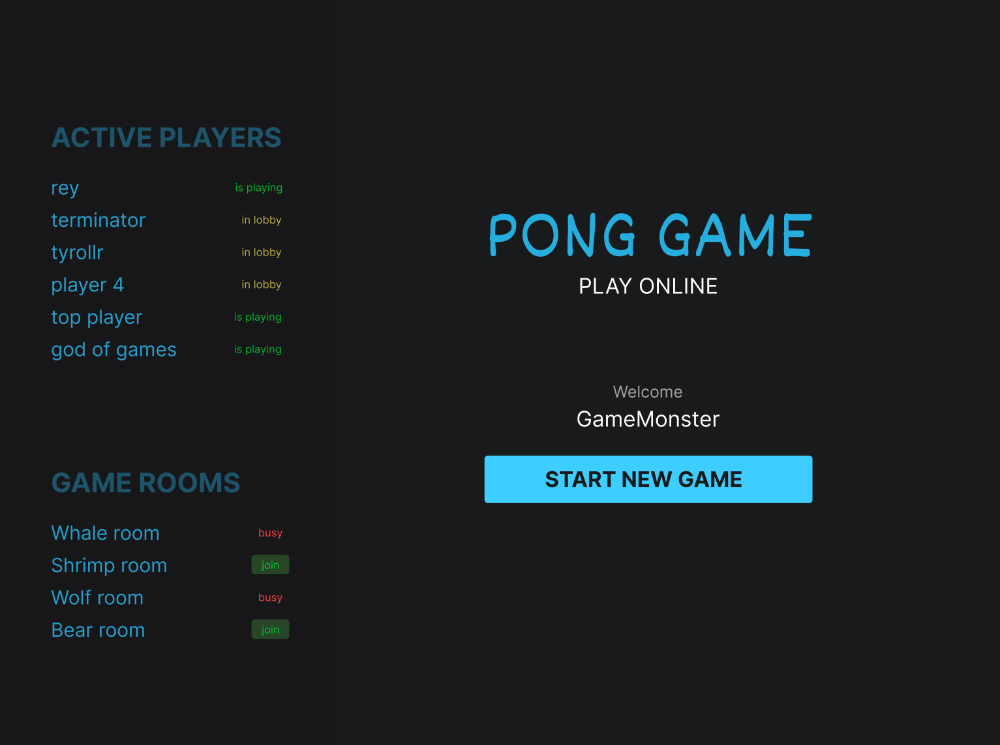 ACTIVE PLAYERS
rey is playing
terminator in lobby
tyrollr in lobby
player 4 in lobby
top player is playing
god of games is playing
GAME ROOMS
Whale room busy
Shrimp room join
Wolf room busy
Bear room join
PONG GAME
PLAY ONLINE
Welcome
GameMonster
START NEW GAME